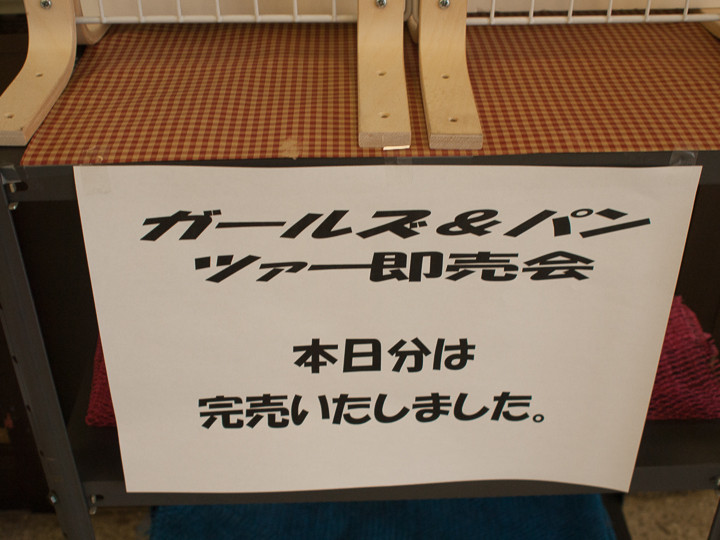 ガールズ&パン
ツァー即売会
本日分は
完売いたしました。